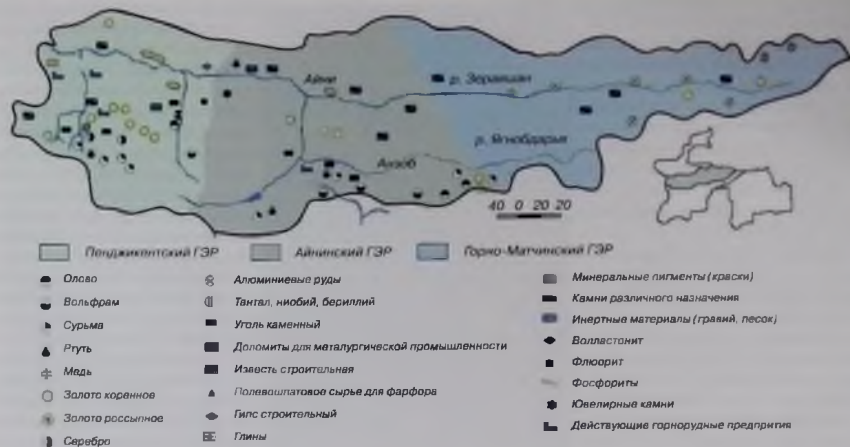 Айни
р. Зеравшан
р. Ягнобдарья
Анзоб
40 0 20 20
Пенджикентский ГЭР
Айнинский ГЭР
Горно-Матчинский ГЭР
Олово
Вольфрам
Сурьма
Ртуть
Медь
Золото коренное
Золото россыпное
Серебро
Алюминиевые руды
Тантал, ниобий, бериллий
Уголь каменный
Доломиты для металургической промышленности
Известь строительная
Полевошпатовое сырье для фарфора
Гипс строительный
Глины
Минеральные пигменты (краски)
Камни различного назначения
Инертные материалы (гравий, песок)
Волластонит
Флюорит
Фосфориты
Ювелирные камни
Действующие горнорудные предпртия